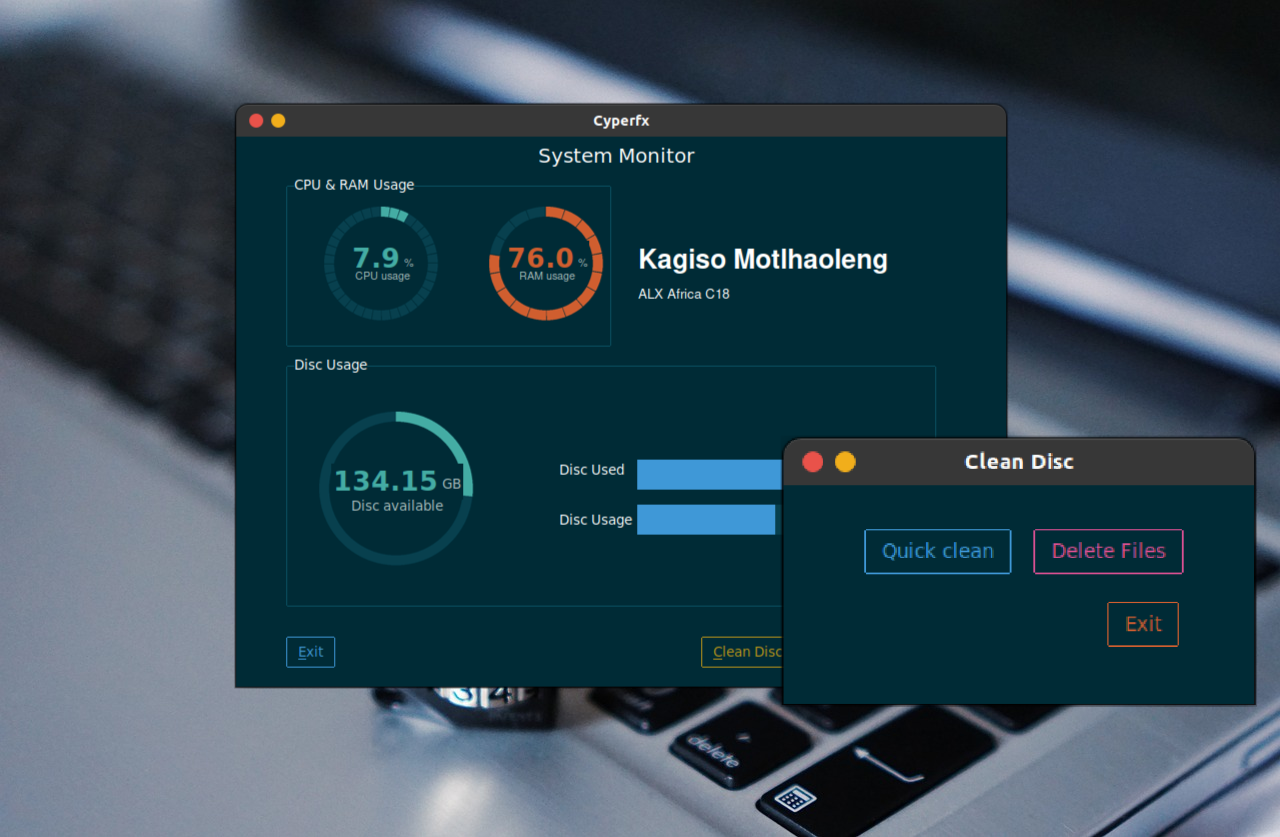 Cyperfx
System Monitor
CPU & RAM Usage
7.9 %
CPU usage
76.0 %
RAM usage
Kagiso Motlhaoleng
ALX Africa C18
Disc Usage
134.15 GB
Disc available
Disc Used
Disc Usage
Exit
Clean Disc
Clean Disc
Quick clean
Delete Files
Exit
3 4
delete